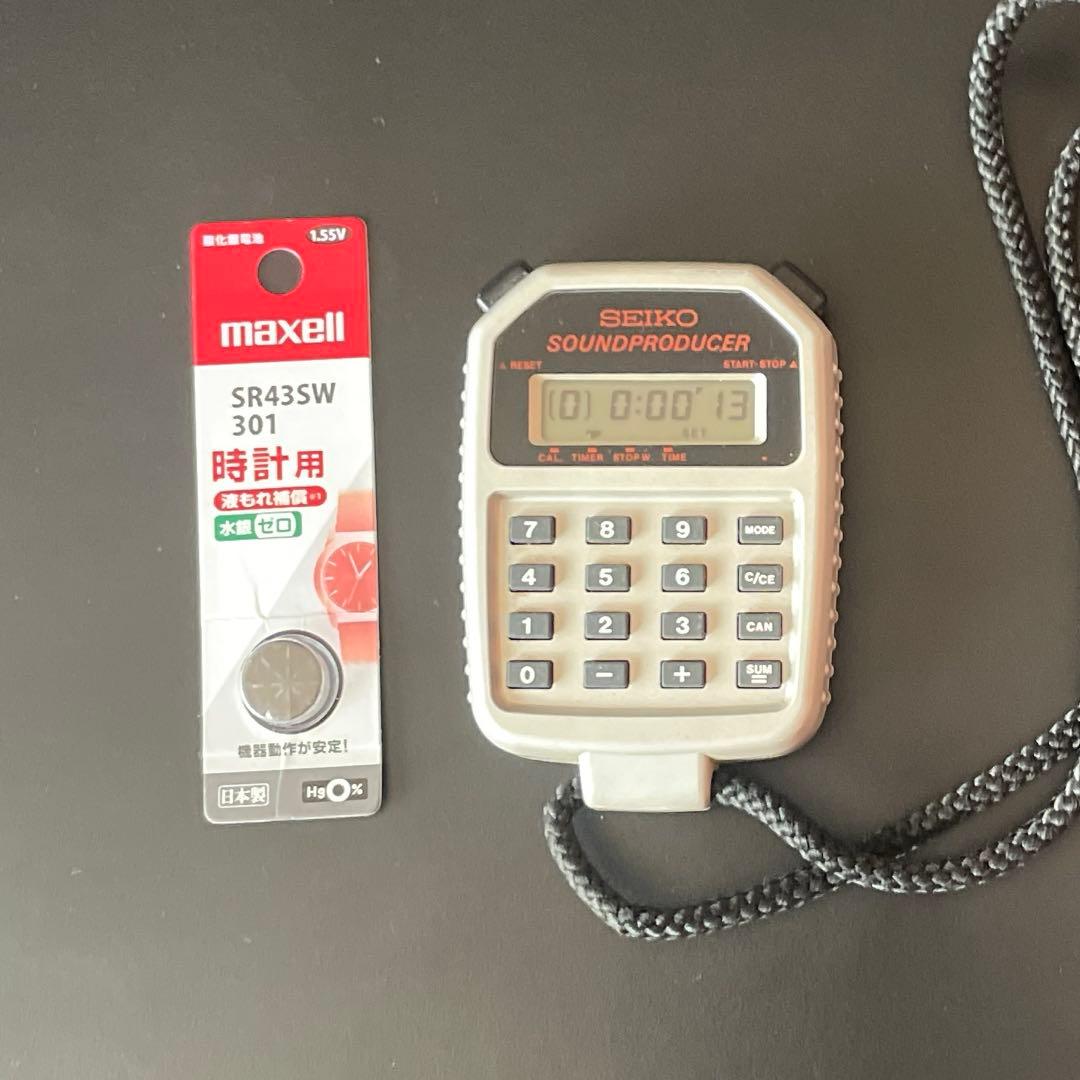 酸化銀電池 1.55V
maxell
SR43SW
301
時計用
液もれ補償※1
水銀ゼロ
機器動作が安定!
日本製 Hg0%
SEIKO
SOUNDPRODUCER
▲ RESET START·STOP ▲
(0) 0:00'13
SET
CAL. TIMER STOP W. TIME
7 8 9 MODE
4 5 6 C/CE
1 2 3 CAN
0 − + SUM =